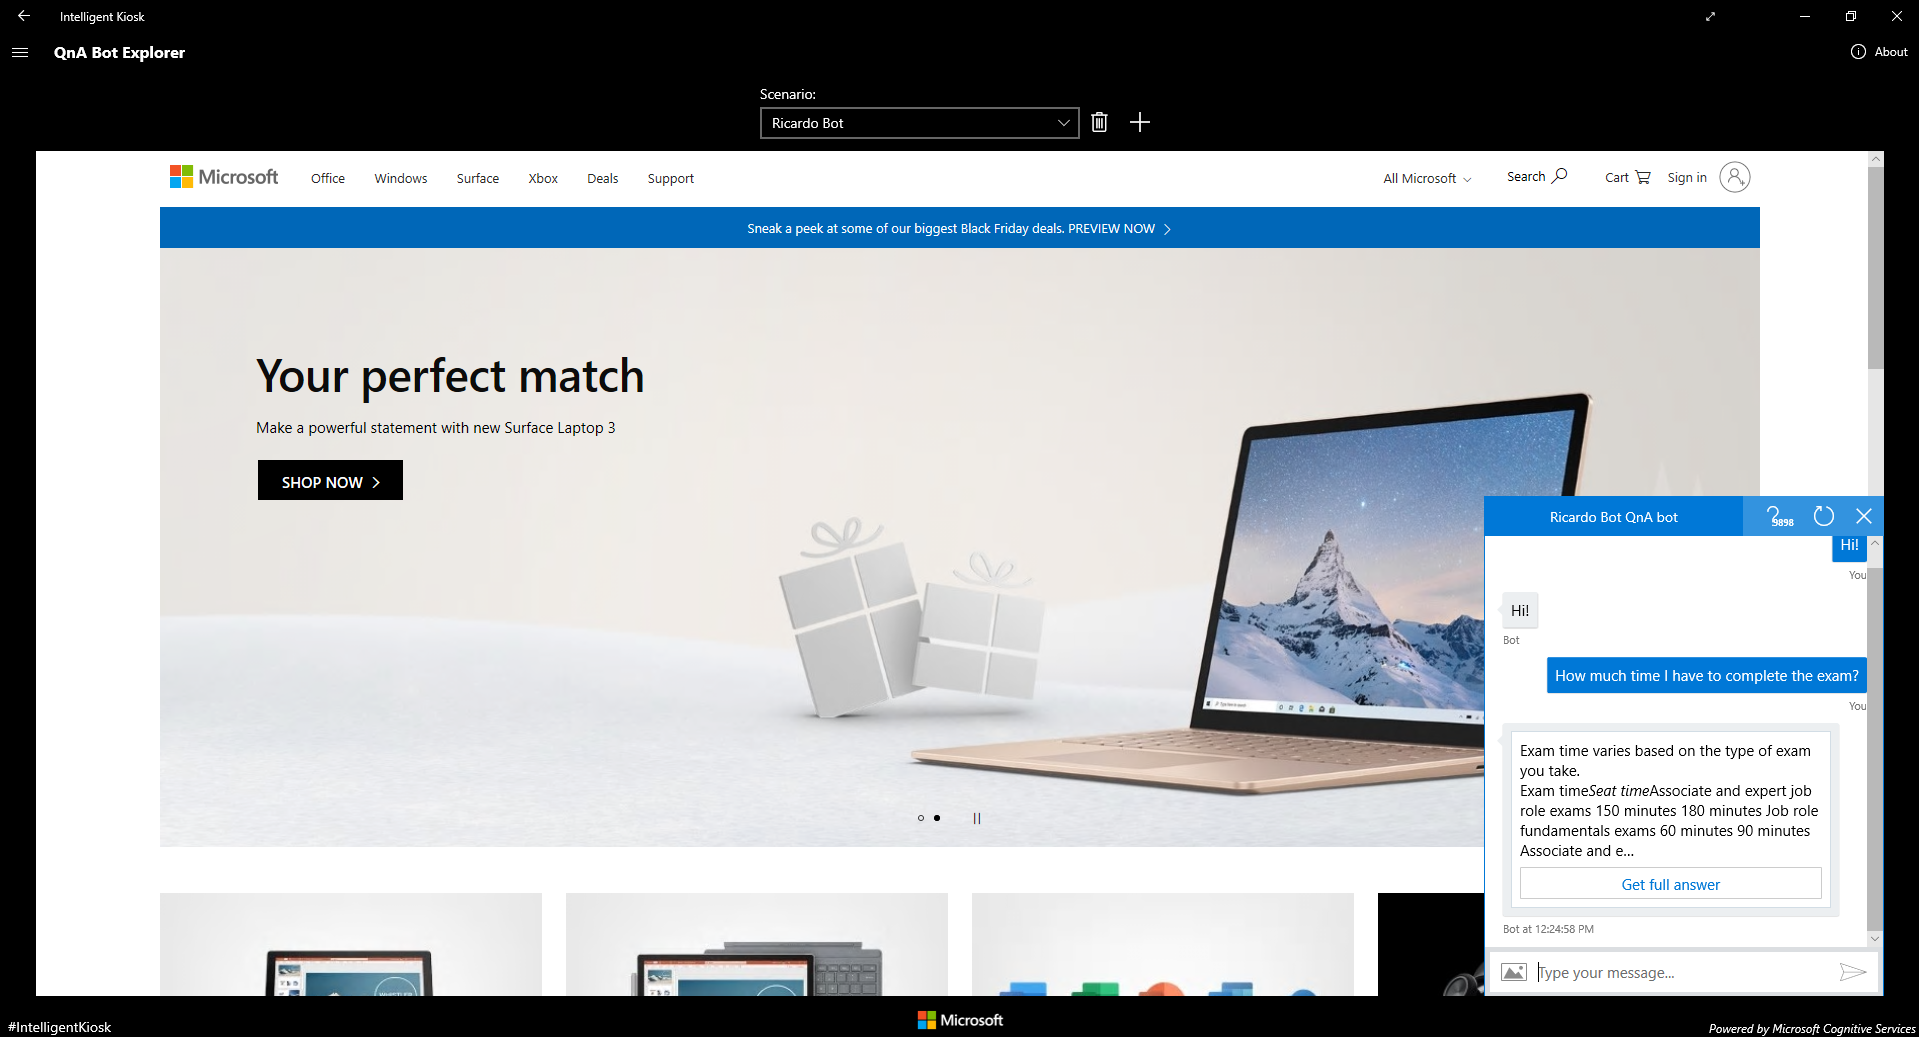 Intelligent Kiosk
QnA Bot Explorer
About
Scenario:
Ricardo Bot
Microsoft
Office
Windows
Surface
Xbox
Deals
Support
All Microsoft
Search
Cart
Sign in
Sneak a peek at some of our biggest Black Friday deals. PREVIEW NOW
Your perfect match
Make a powerful statement with new Surface Laptop 3
SHOP NOW
Ricardo Bot QnA bot
9898
Hi!
You
Hi!
Bot
How much time I have to complete the exam?
You
Exam time varies based on the type of exam
you take.
Exam timeSeat timeAssociate and expert job
role exams 150 minutes 180 minutes Job role
fundamentals exams 60 minutes 90 minutes
Associate and e...
Get full answer
Bot at 12:24:58 PM
Type your message...
WHISTLER
#IntelligentKiosk
Microsoft
Powered by Microsoft Cognitive Services